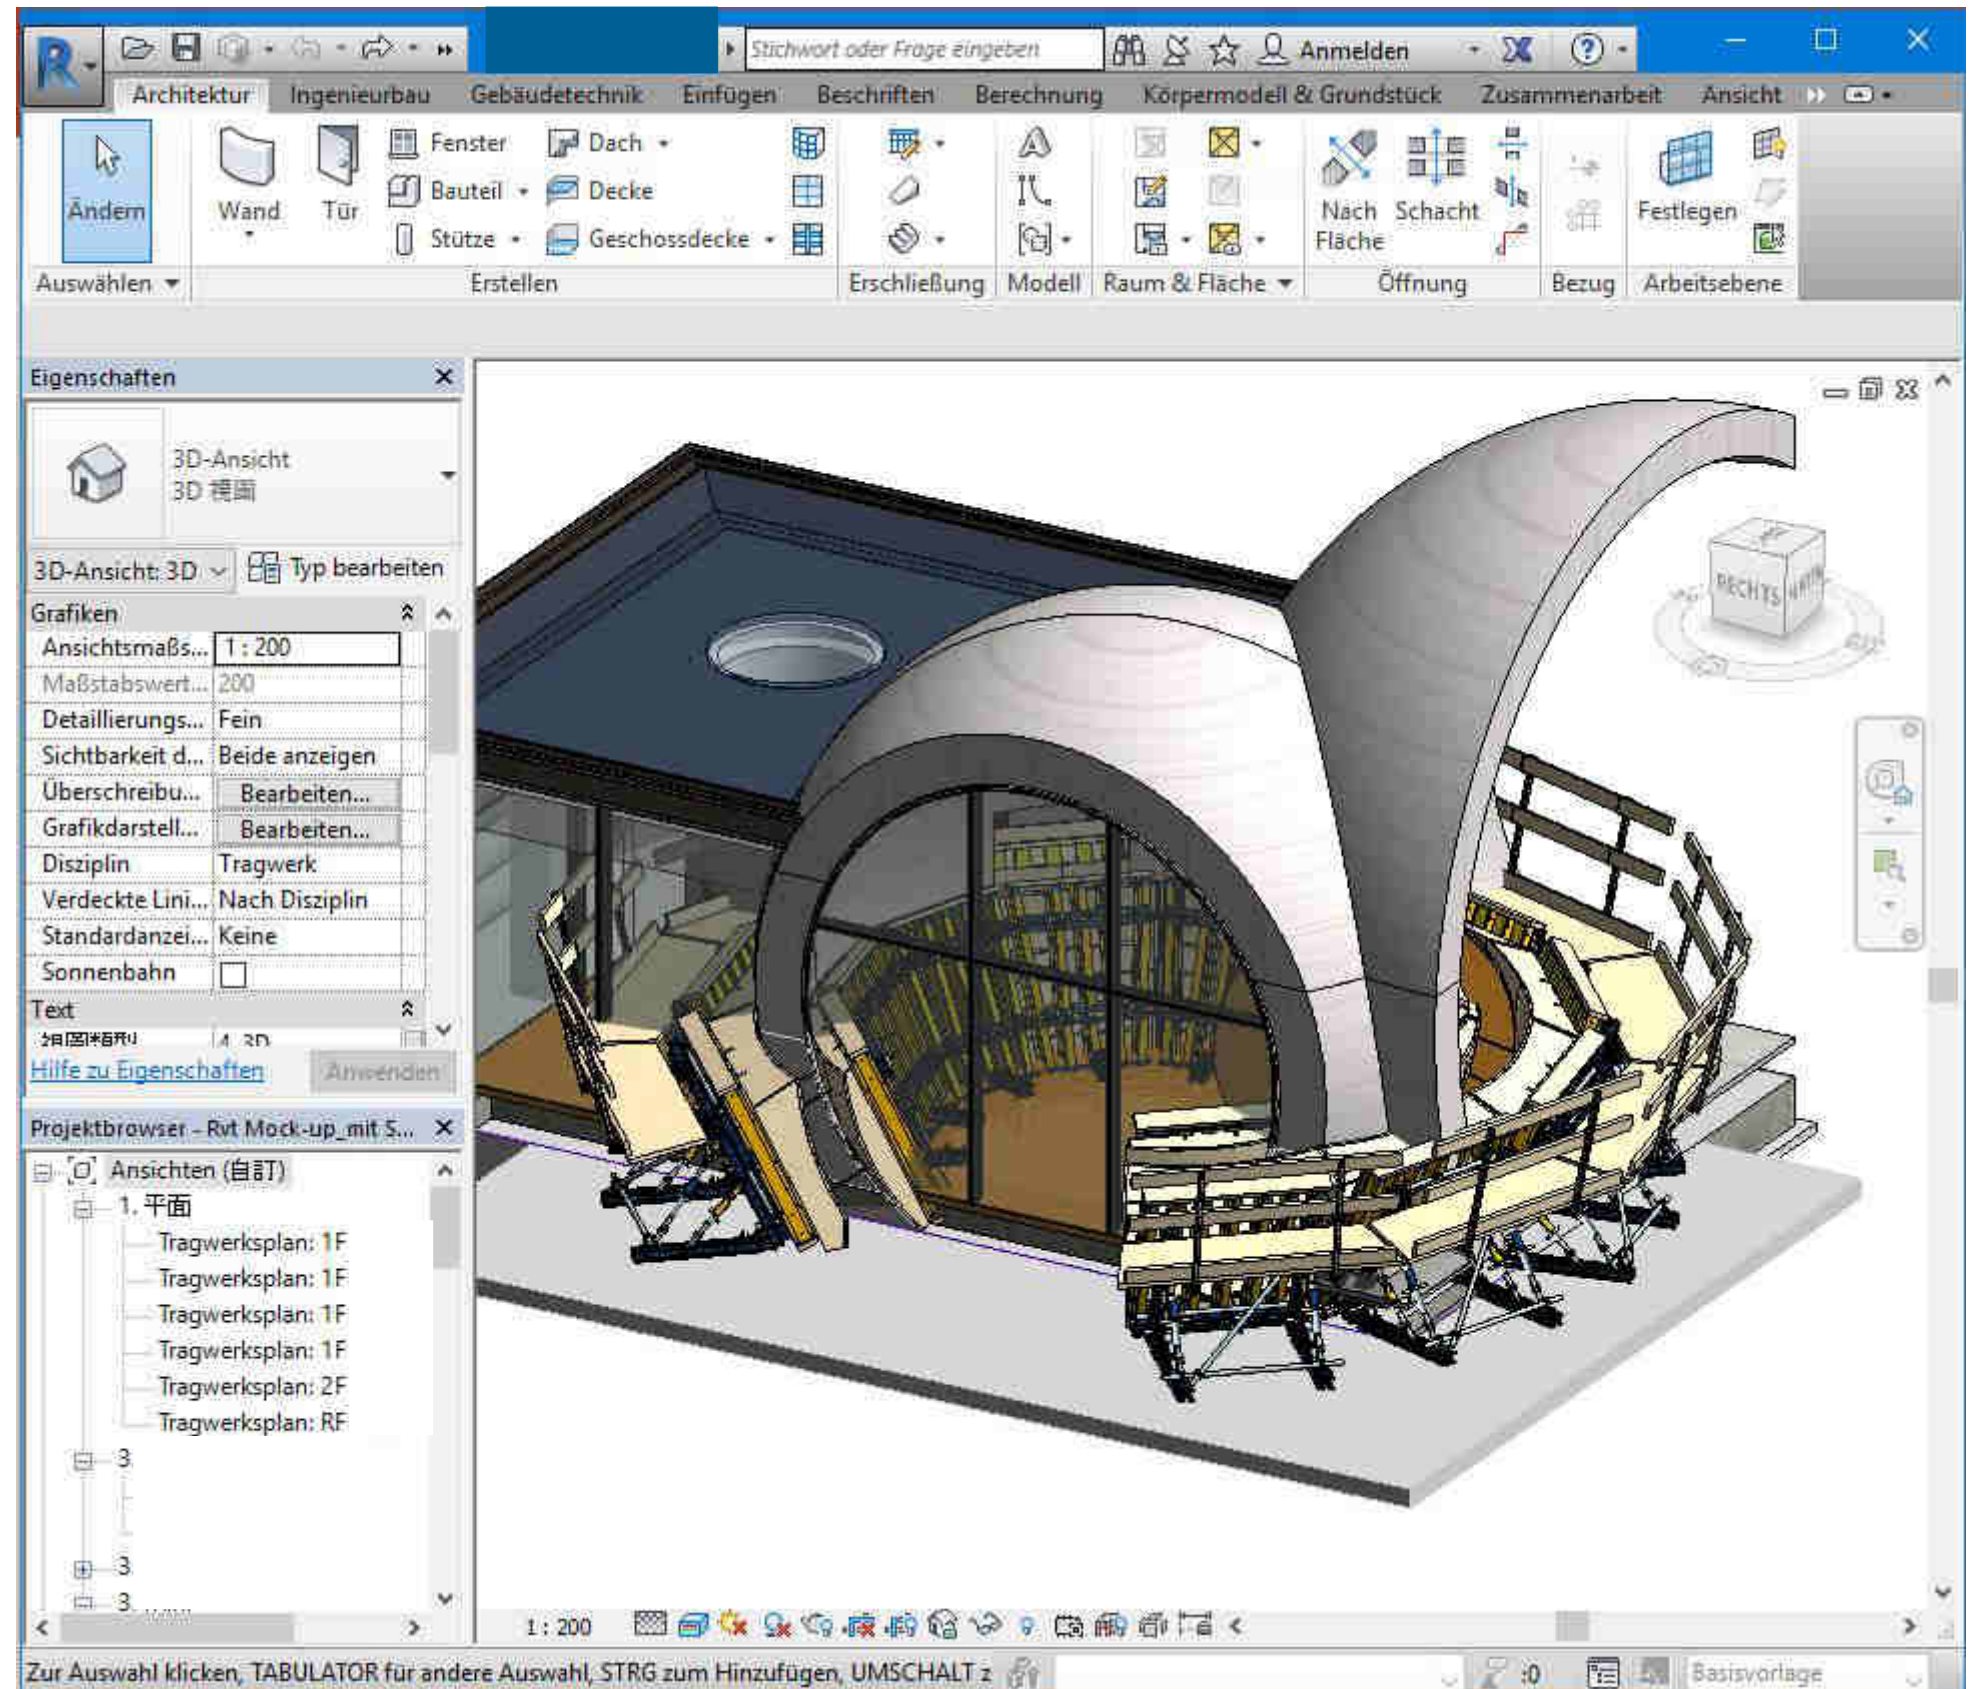 Stichwort oder Frage eingeben Anmelden
Architektur Ingenieurbau Gebäudetechnik Einfügen Beschriften Berechnung Körpermodell & Grundstück Zusammenarbeit Ansicht
Ändern
Wand
Tür
Fenster
Bauteil
Stütze
Dach
Decke
Geschossdecke
Nach
Fläche
Schacht
Festlegen
Auswählen Erstellen Erschließung Modell Raum & Fläche Öffnung Bezug Arbeitsebene
Eigenschaften
3D-Ansicht
3D 視圖
3D-Ansicht: 3D Typ bearbeiten
Grafiken
Ansichtsmaßs... 1 : 200
Maßstabswert... 200
Detaillierungs... Fein
Sichtbarkeit d... Beide anzeigen
Überschreibu... Bearbeiten...
Grafikdarstell... Bearbeiten...
Disziplin Tragwerk
Verdeckte Lini... Nach Disziplin
Standardanzei... Keine
Sonnenbahn
Text
4. 3D
Hilfe zu Eigenschaften Anwenden
Projektbrowser - Rvt Mock-up_mit S...
Ansichten (自訂)
1. 平面
Tragwerksplan: 1F
Tragwerksplan: 1F
Tragwerksplan: 1F
Tragwerksplan: 1F
Tragwerksplan: 2F
Tragwerksplan: RF
3
3
3.
RECHTS
1 : 200
Zur Auswahl klicken, TABULATOR für andere Auswahl, STRG zum Hinzufügen, UMSCHALT z :0 Basisvorlage